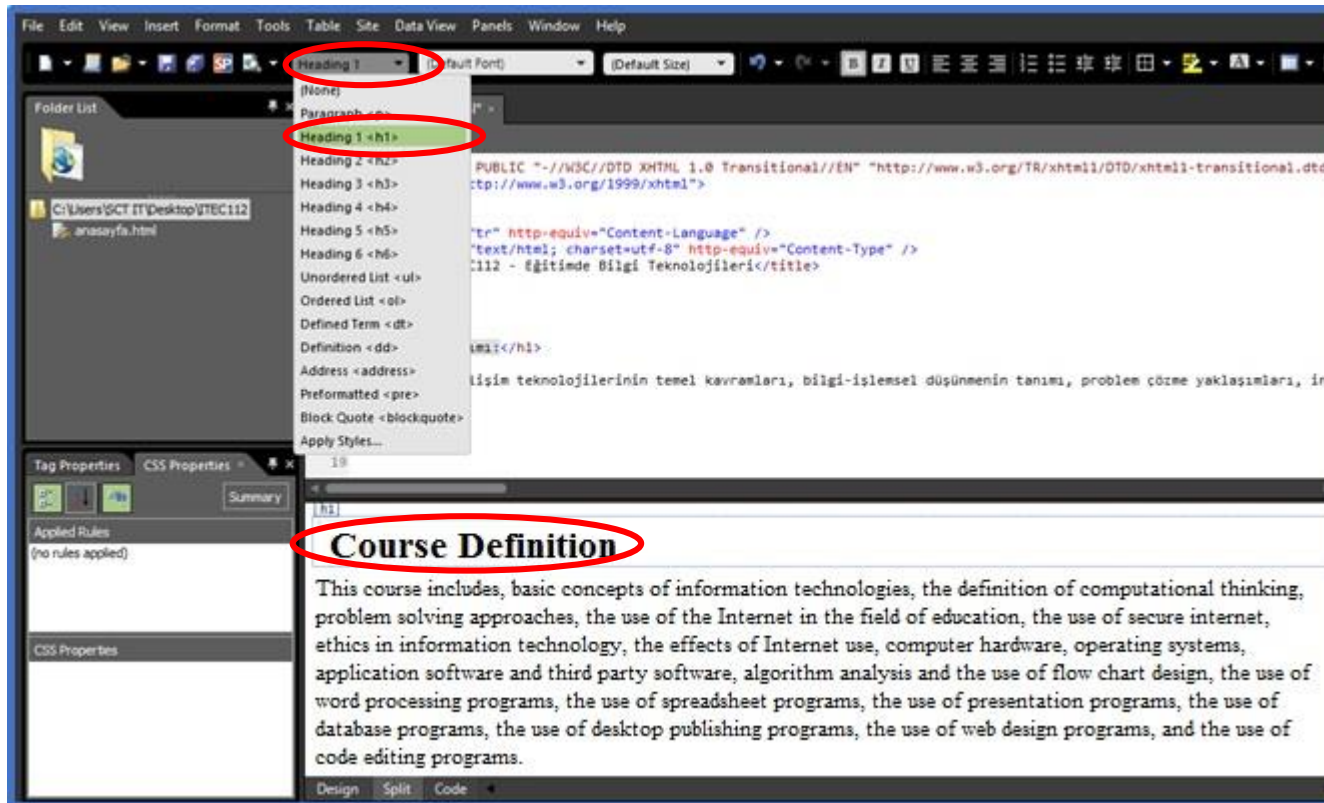 File Edit View Insert Format Tools Table Site Data View Panels Window Help
Heading 1 (Default Font) (Default Size) B I U
Folder List
(None)
Paragraph <p>
Heading 1 <h1>
Heading 2 <h2>
Heading 3 <h3>
Heading 4 <h4>
Heading 5 <h5>
Heading 6 <h6>
Unordered List <ul>
Ordered List <ol>
Defined Term <dt>
Definition <dd>
Address <address>
Preformatted <pre>
Block Quote <blockquote>
Apply Styles...
C:\Users\SCT IT\Desktop\ITEC112
anasayfa.html
PUBLIC "-//W3C//DTD XHTML 1.0 Transitional//EN" "http://www.w3.org/TR/xhtml1/DTD/xhtml1-transitional.dtd
tp://www.w3.org/1999/xhtml">
"tr" http-equiv="Content-Language" />
"text/html; charset=utf-8" http-equiv="Content-Type" />
C112 - Eğitimde Bilgi Teknolojileri</title>
ımı:</h1>
lişim teknolojilerinin temel kavramları, bilgi-işlemsel düşünmenin tanımı, problem çözme yaklaşımları, in
19
Tag Properties CSS Properties
Summary
Applied Rules
(no rules applied)
CSS Properties
h1
Course Definition
This course includes, basic concepts of information technologies, the definition of computational thinking,
problem solving approaches, the use of the Internet in the field of education, the use of secure internet,
ethics in information technology, the effects of Internet use, computer hardware, operating systems,
application software and third party software, algorithm analysis and the use of flow chart design, the use of
word processing programs, the use of spreadsheet programs, the use of presentation programs, the use of
database programs, the use of desktop publishing programs, the use of web design programs, and the use of
code editing programs.
Design Split Code